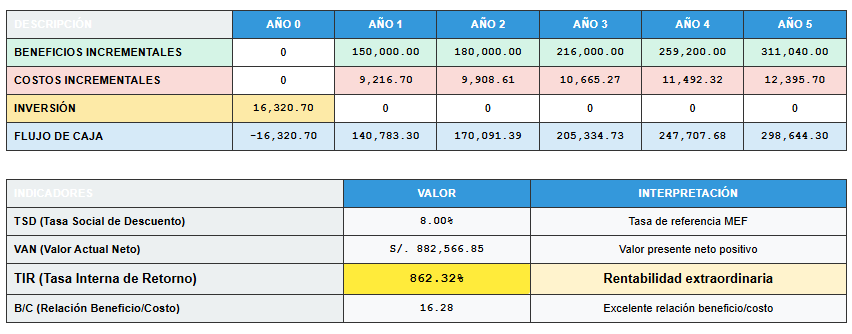 DESCRIPCIÓN AÑO 0 AÑO 1 AÑO 2 AÑO 3 AÑO 4 AÑO 5
BENEFICIOS INCREMENTALES 0 150,000.00 180,000.00 216,000.00 259,200.00 311,040.00
COSTOS INCREMENTALES 0 9,216.70 9,908.61 10,665.27 11,492.32 12,395.70
INVERSIÓN 16,320.70 0 0 0 0 0
FLUJO DE CAJA -16,320.70 140,783.30 170,091.39 205,334.73 247,707.68 298,644.30
INDICADORES VALOR INTERPRETACIÓN
TSD (Tasa Social de Descuento) 8.00% Tasa de referencia MEF
VAN (Valor Actual Neto) S/. 882,566.85 Valor presente neto positivo
TIR (Tasa Interna de Retorno) 862.32% Rentabilidad extraordinaria
B/C (Relación Beneficio/Costo) 16.28 Excelente relación beneficio/costo